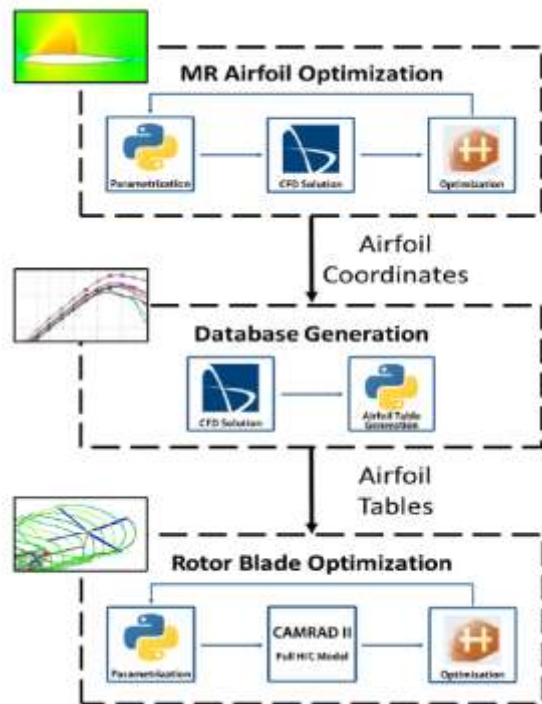 MR Airfoil Optimization
Parametrization
CFD Solution
Optimization
Airfoil
Coordinates
Database Generation
CFD Solution
Airfoil Table
Generation
Airfoil
Tables
Rotor Blade Optimization
Parametrization
CAMRAD II
Full H/C Model
Optimization